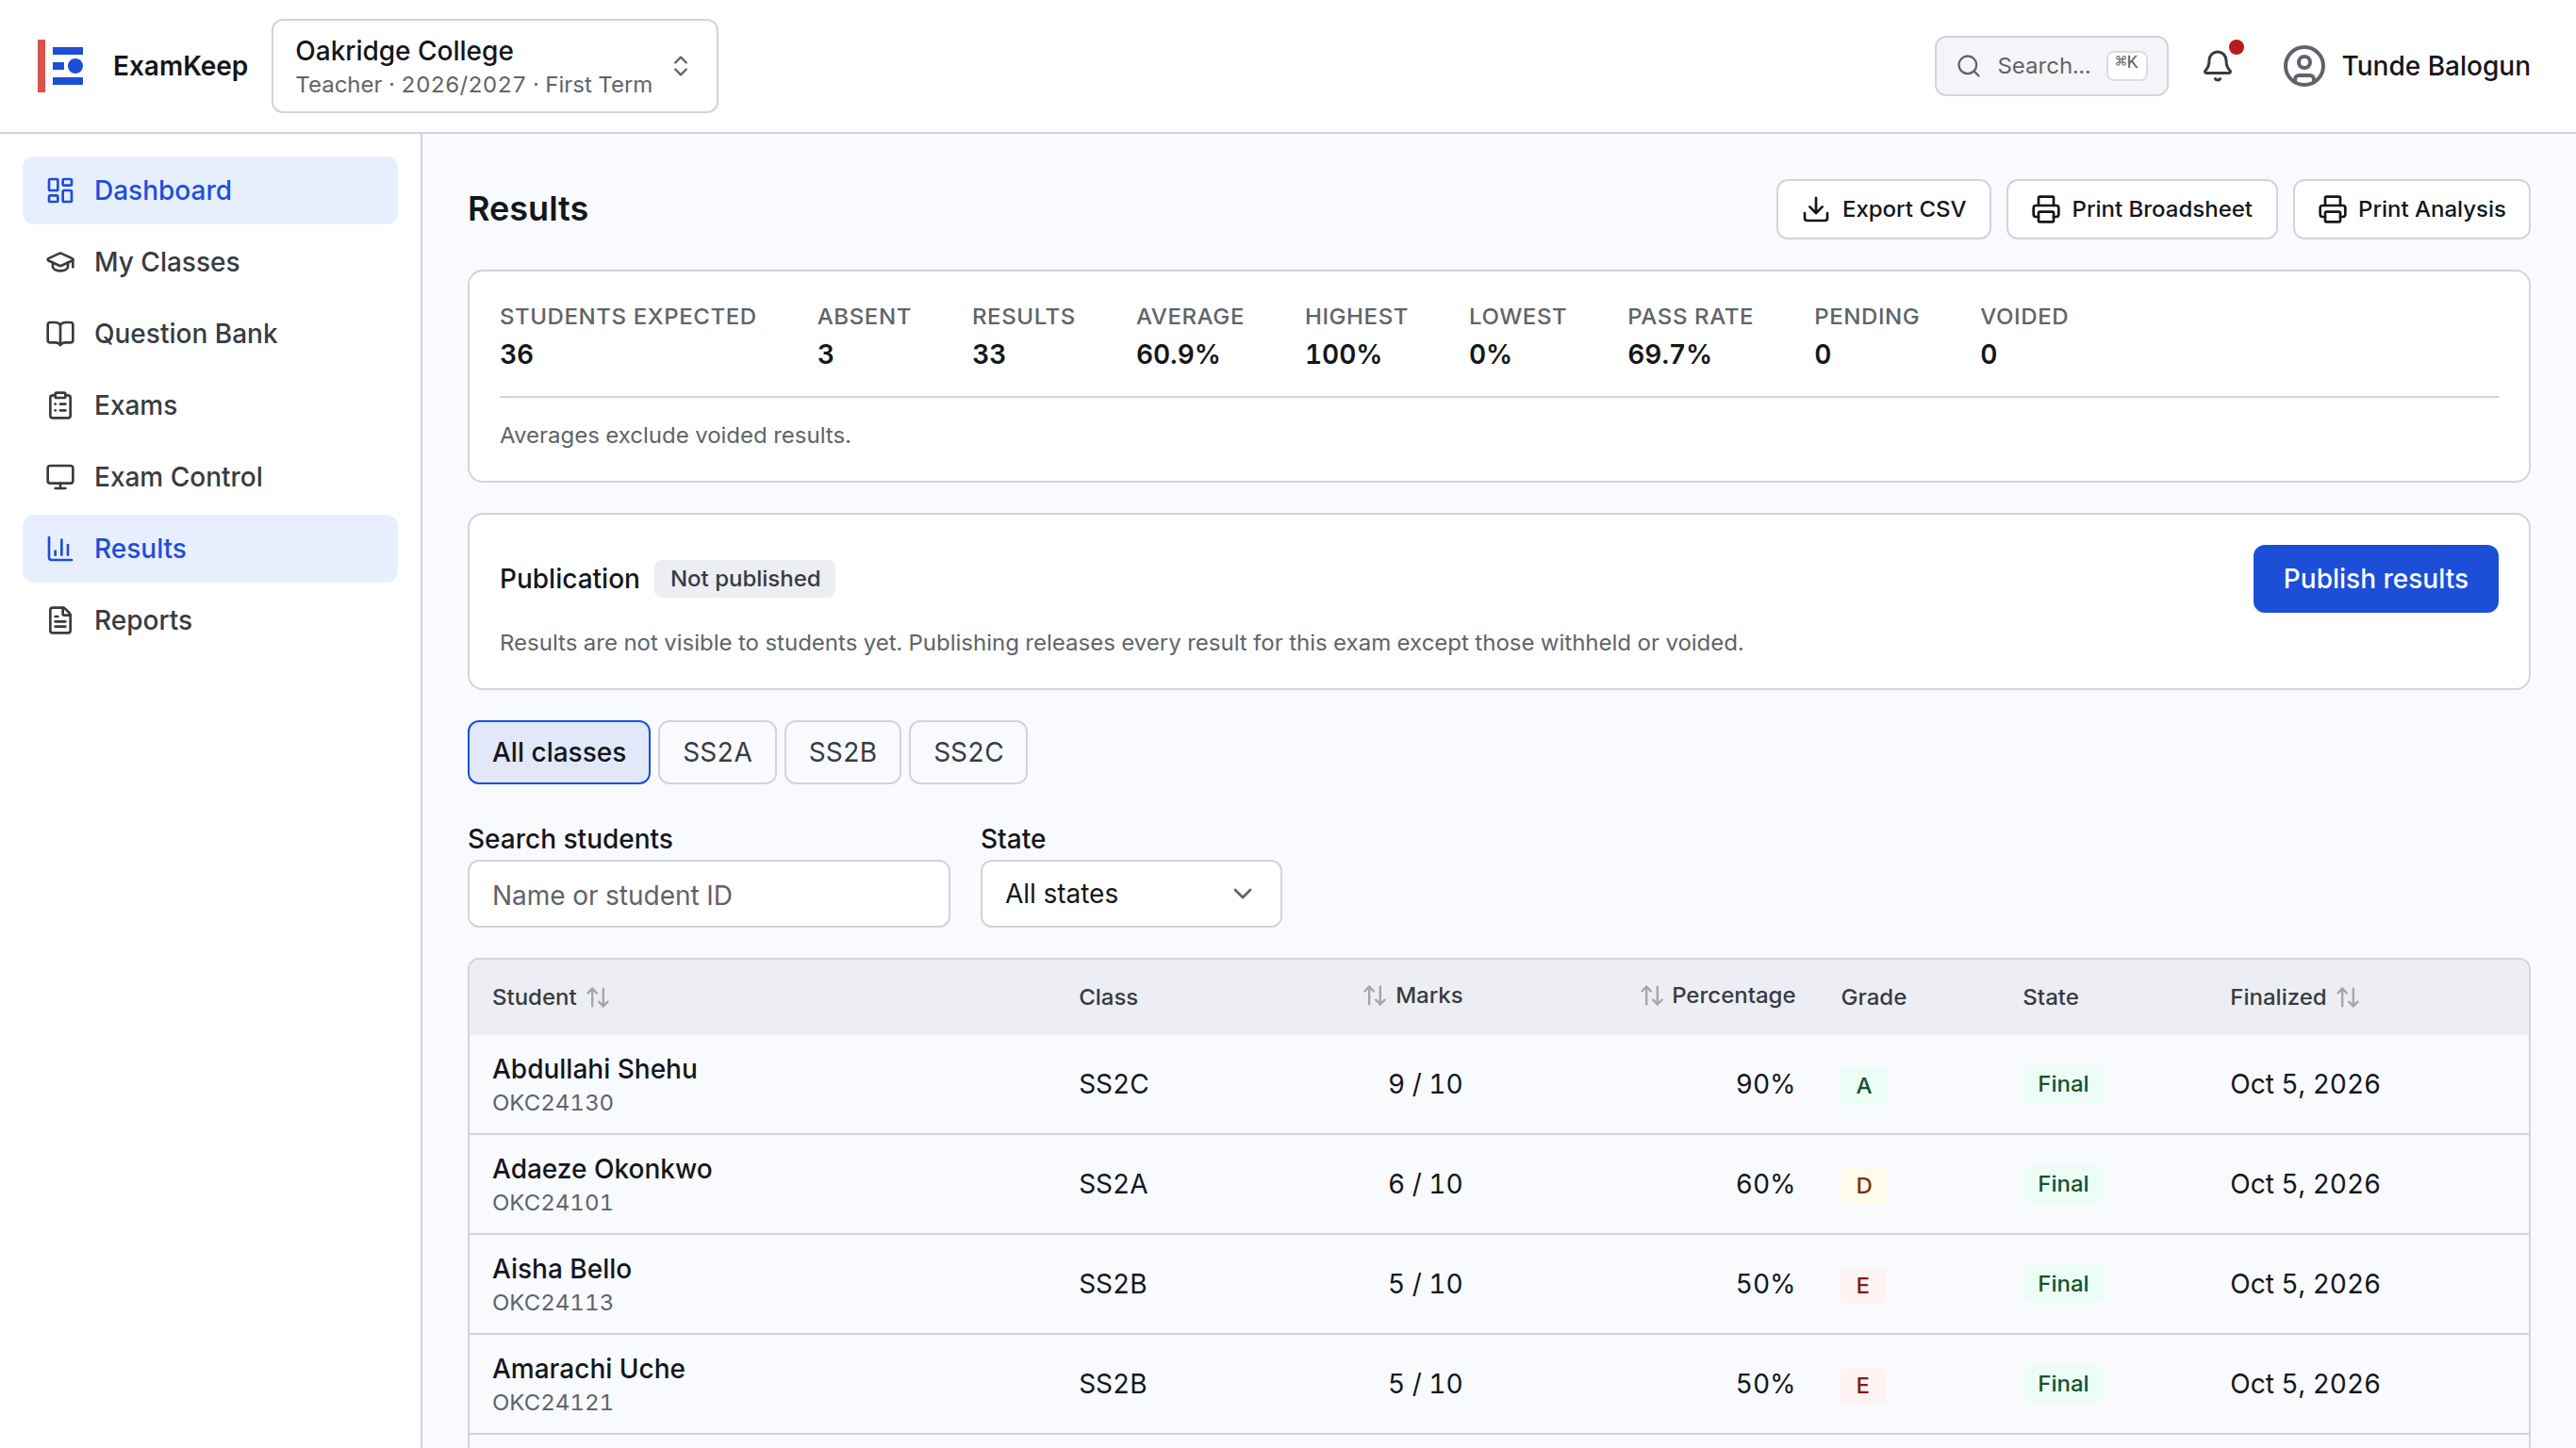 ExamKeep
Oakridge College
Teacher · 2026/2027 · First Term
Search...
⌘K
Tunde Balogun
Dashboard
My Classes
Question Bank
Exams
Exam Control
Results
Reports
Results
Export CSV
Print Broadsheet
Print Analysis
STUDENTS EXPECTED ABSENT RESULTS AVERAGE HIGHEST LOWEST PASS RATE PENDING VOIDED
36 3 33 60.9% 100% 0% 69.7% 0 0
Averages exclude voided results.
Publication Not published
Publish results
Results are not visible to students yet. Publishing releases every result for this exam except those withheld or voided.
All classes SS2A SS2B SS2C
Search students State
Name or student ID All states
Student Class Marks Percentage Grade State Finalized
Abdullahi Shehu
OKC24130
SS2C 9 / 10 90% A Final Oct 5, 2026
Adaeze Okonkwo
OKC24101
SS2A 6 / 10 60% D Final Oct 5, 2026
Aisha Bello
OKC24113
SS2B 5 / 10 50% E Final Oct 5, 2026
Amarachi Uche
OKC24121
SS2B 5 / 10 50% E Final Oct 5, 2026